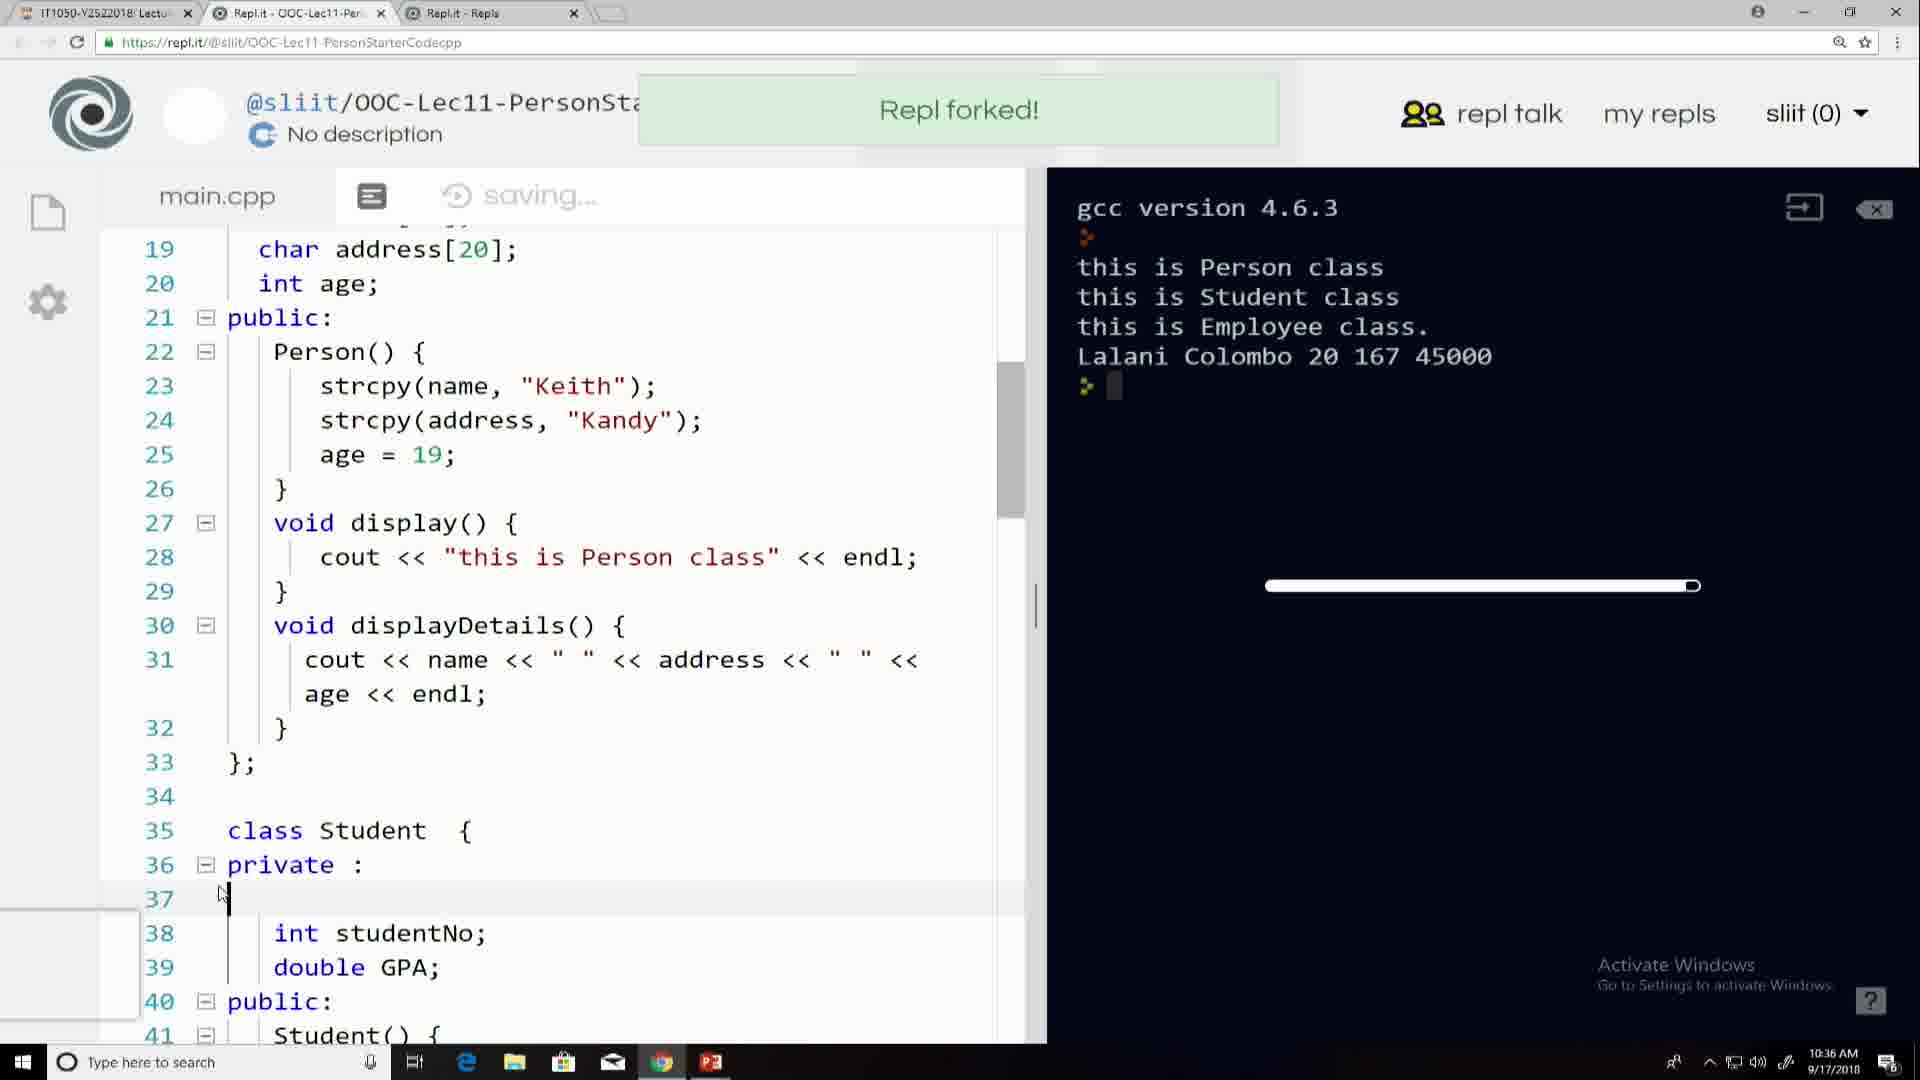 IT1050-Y2S22018: Lectu
Repl.it - OOC-Lec11-Per
Repl.it - Repls
https://repl.it/@sliit/OOC-Lec11-PersonStarterCodecpp
@sliit/OOC-Lec11-PersonSta
No description
Repl forked!
repl talk
my repls
sliit (0)
main.cpp
saving...
19 char address[20];
20 int age;
21 public:
22 Person() {
23 strcpy(name, "Keith");
24 strcpy(address, "Kandy");
25 age = 19;
26 }
27 void display() {
28 cout << "this is Person class" << endl;
29 }
30 void displayDetails() {
31 cout << name << " " << address << " " <<
age << endl;
32 }
33 };
34
35 class Student  {
36 private :
37
38 int studentNo;
39 double GPA;
40 public:
41 Student() {
gcc version 4.6.3
this is Person class
this is Student class
this is Employee class.
Lalani Colombo 20 167 45000
Activate Windows
Go to Settings to activate Windows.
?
Type here to search
10:36 AM
9/17/2018